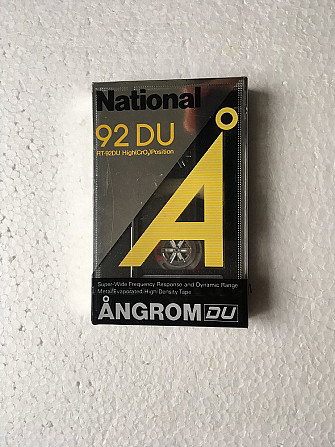 National
92 DU
RT-92DU High(CrO₂)Position
Å
Super-Wide Frequency Response and Dynamic Range
Metal Evaporated High Density Tape
ÅNGROM DU